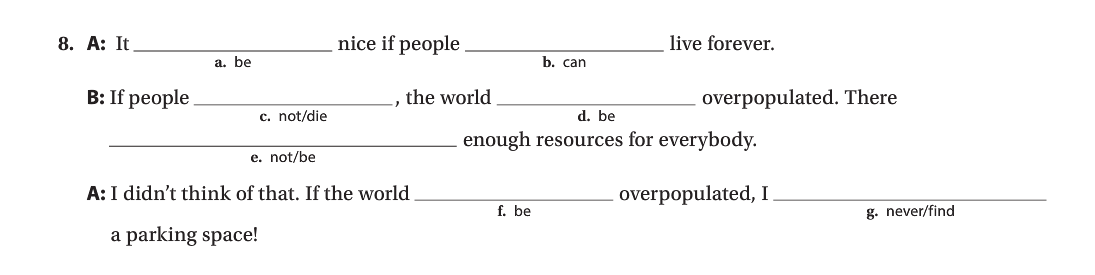 8. A: It ____________ nice if people ____________ live forever.
a. be b. can
B: If people ____________, the world ____________ overpopulated. There
c. not/die d. be
____________ enough resources for everybody.
e. not/be
A: I didn’t think of that. If the world ____________ overpopulated, I ____________
f. be g. never/find
a parking space!